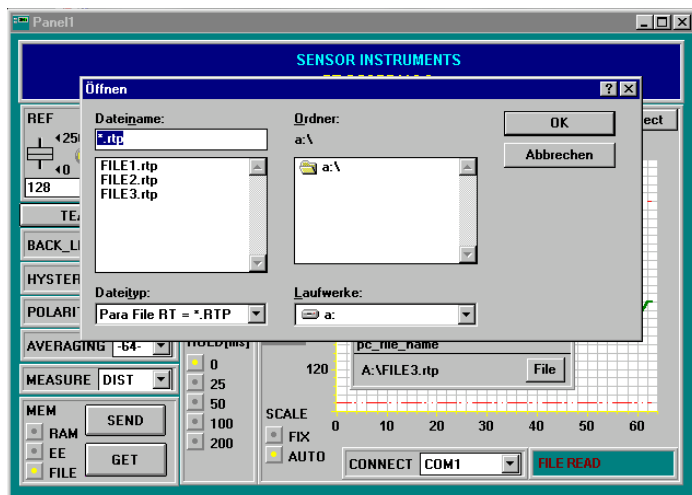 Panel1
SENSOR INSTRUMENTS
Öffnen
REF
250
0
128
Dateiname:
*.rtp
FILE1.rtp
FILE2.rtp
FILE3.rtp
Ordner:
a:\
a:\
OK
Abbrechen
Dateityp:
Para File RT = *.RTP
Laufwerke:
a:
BACK_LI
HYSTER
POLARI
AVERAGING -64-
MEASURE DIST
MEM
RAM
EE
FILE
SEND
GET
HOLD[ms]
0
25
50
100
200
pc_file_name
A:\FILE3.rtp
File
120
SCALE
FIX
AUTO
0 10 20 30 40 50 60
CONNECT COM1
FILE READ